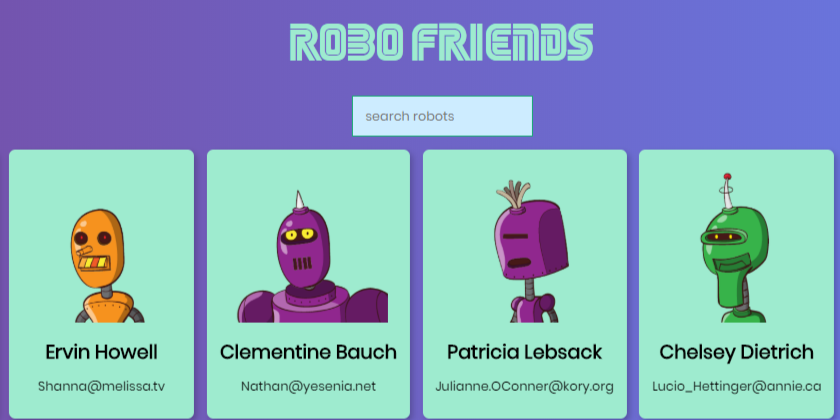 ROBO FRIENDS
search robots
Ervin Howell
Shanna@melissa.tv
Clementine Bauch
Nathan@yesenia.net
Patricia Lebsack
Julianne.OConner@kory.org
Chelsey Dietrich
Lucio_Hettinger@annie.ca